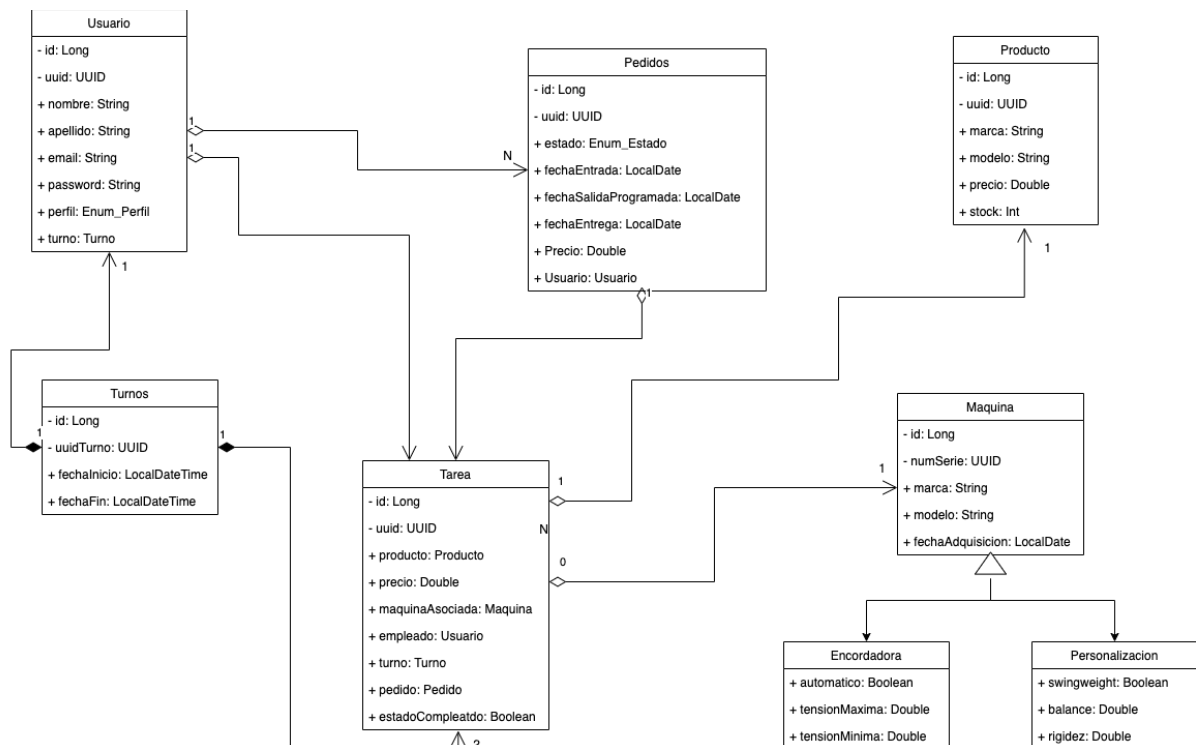 Usuario
- id: Long
- uuid: UUID
+ nombre: String
+ apellido: String
+ email: String
+ password: String
+ perfil: Enum_Perfil
+ turno: Turno
1
1
1
Pedidos
- id: Long
- uuid: UUID
+ estado: Enum_Estado
+ fechaEntrada: LocalDate
+ fechaSalidaProgramada: LocalDate
+ fechaEntrega: LocalDate
+ Precio: Double
+ Usuario: Usuario
N
1
Producto
- id: Long
- uuid: UUID
+ marca: String
+ modelo: String
+ precio: Double
+ stock: Int
1
Turnos
- id: Long
- uuidTurno: UUID
+ fechaInicio: LocalDateTime
+ fechaFin: LocalDateTime
1
1
Tarea
- id: Long
- uuid: UUID
+ producto: Producto
+ precio: Double
+ maquinaAsociada: Maquina
+ empleado: Usuario
+ turno: Turno
+ pedido: Pedido
+ estadoCompleatdo: Boolean
1
N
0
Maquina
- id: Long
- numSerie: UUID
+ marca: String
+ modelo: String
+ fechaAdquisicion: LocalDate
1
Encordadora
+ automatico: Boolean
+ tensionMaxima: Double
+ tensionMinima: Double
Personalizacion
+ swingweight: Boolean
+ balance: Double
+ rigidez: Double